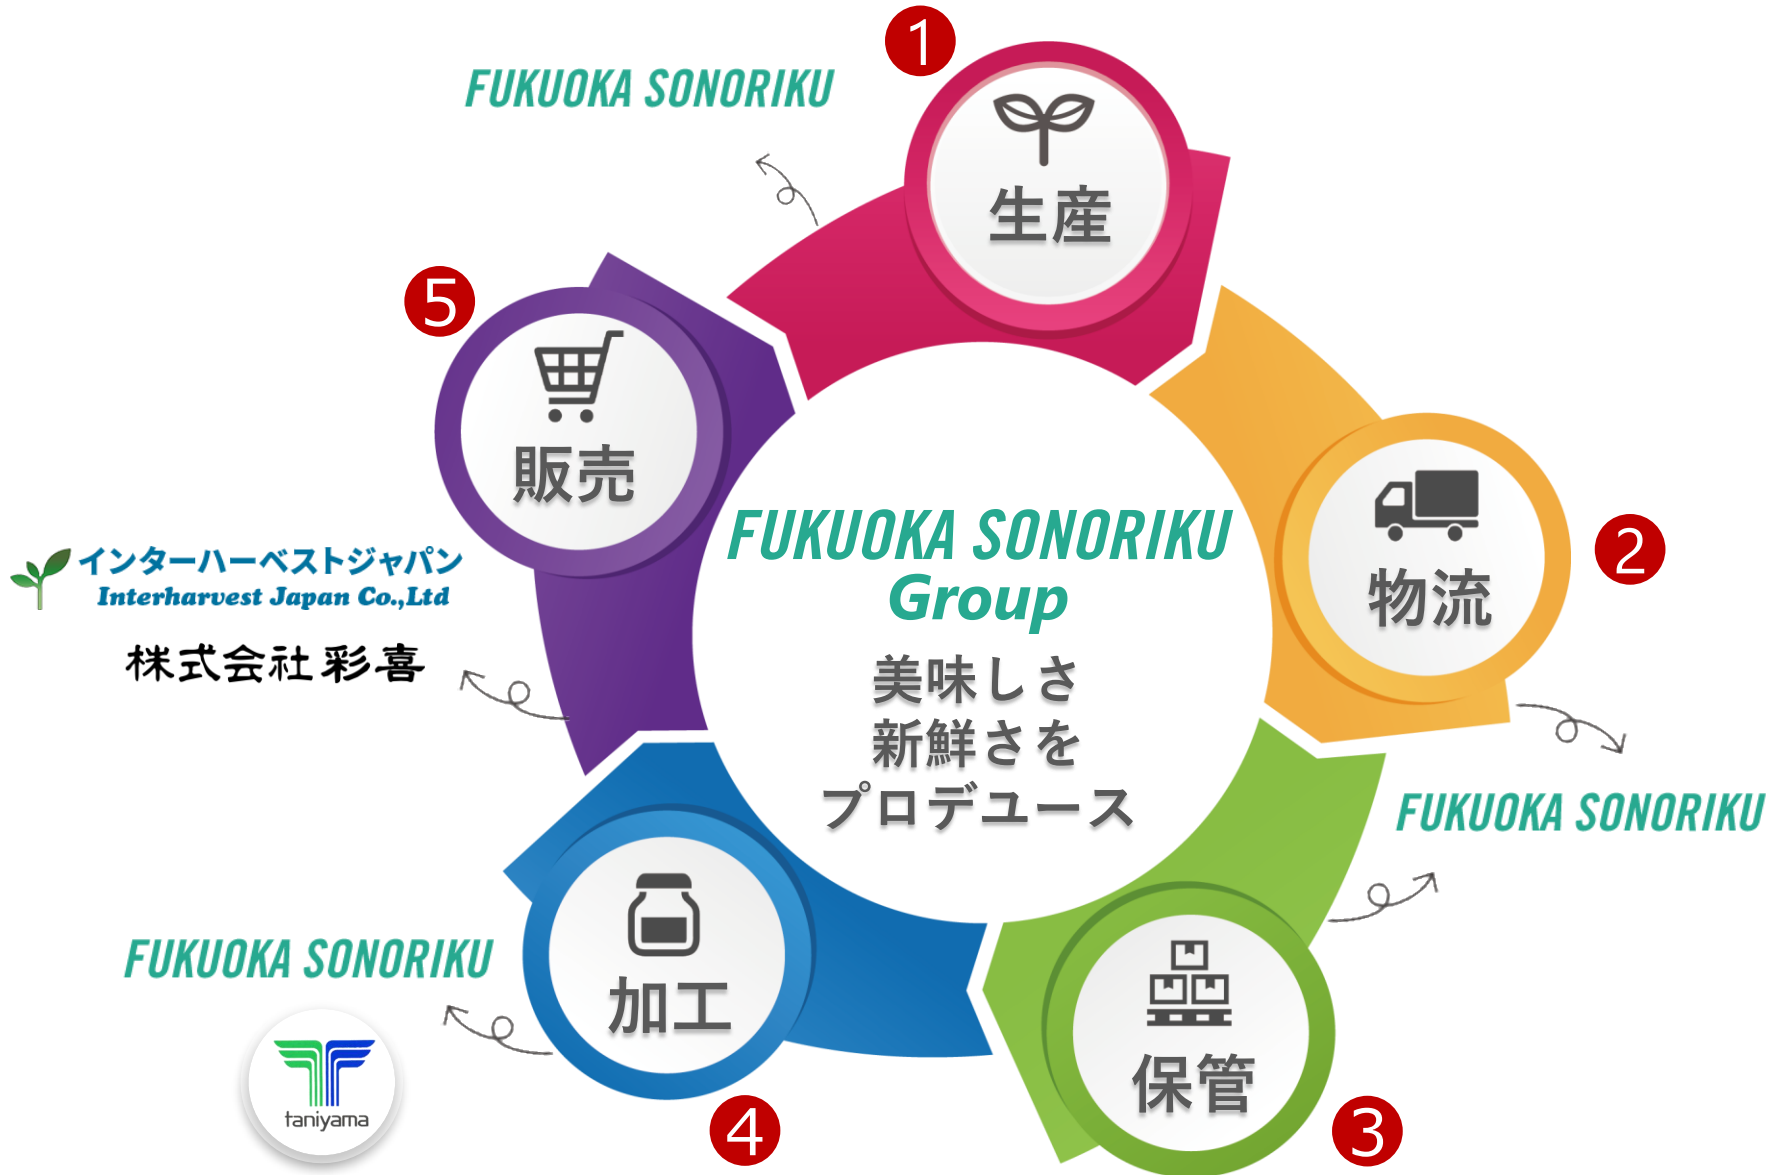 1
FUKUOKA SONORIKU
生産
5
販売
2
物流
FUKUOKA SONORIKU
Group
美味しさ
新鮮さを
プロデュース
インターハーベストジャパン
Interharvest Japan Co.,Ltd
株式会社彩喜
FUKUOKA SONORIKU
FUKUOKA SONORIKU
加工
保管
taniyama
4
3